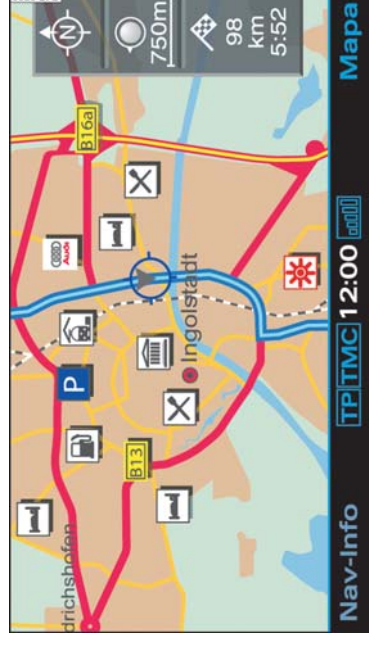 N
750m
98
km
5:52
B16a
Audi
P
Ingolstadt
B13
drichshofen
Nav-Info
TP TMC 12:00
Mapa